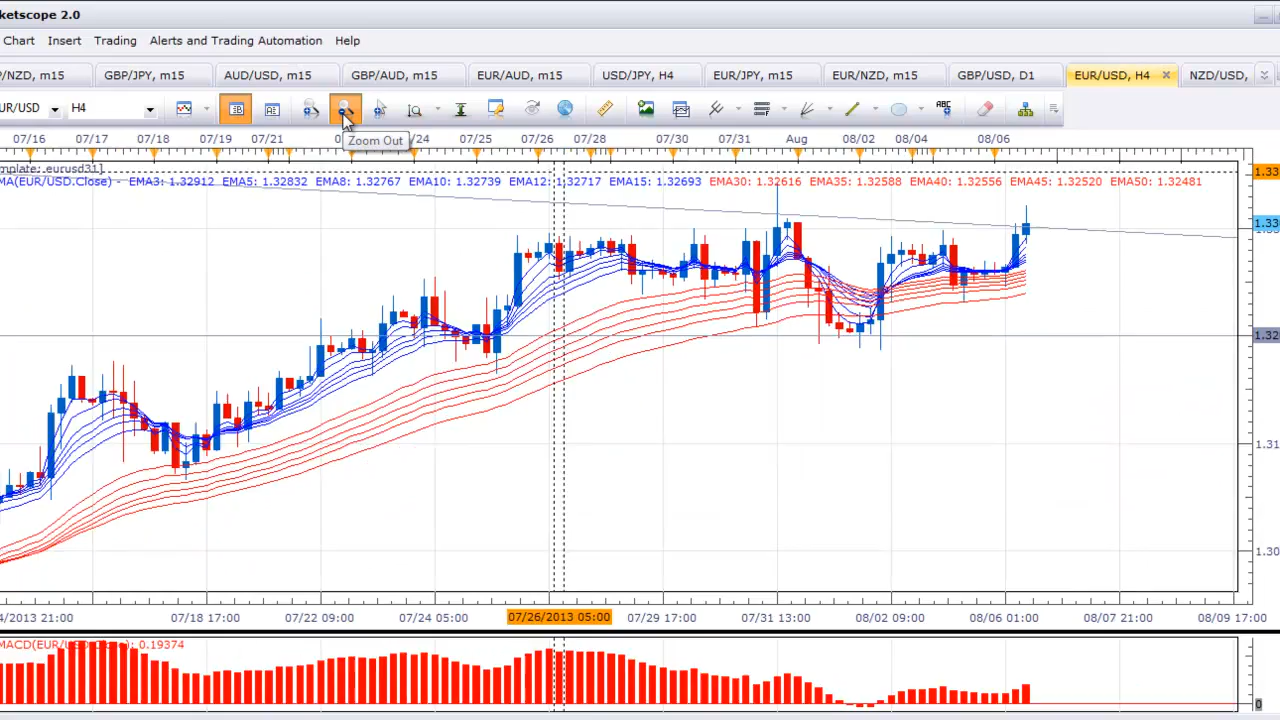 ketscope 2.0
Chart Insert Trading Alerts and Trading Automation Help
/NZD, m15 GBP/JPY, m15 AUD/USD, m15 GBP/AUD, m15 EUR/AUD, m15 USD/JPY, H4 EUR/JPY, m15 EUR/NZD, m15 GBP/USD, D1 EUR/USD, H4 NZD/USD,
UR/USD H4 ABC
07/16 07/17 07/18 07/19 07/21 /24 07/25 07/26 07/28 07/30 07/31 Aug 08/02 08/04 08/06
Zoom Out
mplate: eurusd31]
MA(EUR/USD.Close) - EMA3: 1.32912 EMA5: 1.32832 EMA8: 1.32767 EMA10: 1.32739 EMA12: 1.32717 EMA15: 1.32693 EMA30: 1.32616 EMA35: 1.32588 EMA40: 1.32556 EMA45: 1.32520 EMA50: 1.32481
1.33
1.33
1.32
1.31
1.30
4/2013 21:00 07/18 17:00 07/22 09:00 07/24 05:00 07/26/2013 05:00 07/29 17:00 07/31 13:00 08/02 09:00 08/06 01:00 08/07 21:00 08/09 17:00
MACD(EUR/USD.Close): 0.19374
0